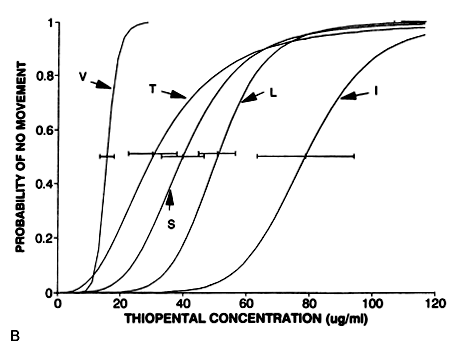 1
0.8
0.6
0.4
0.2
0
PROBABILITY OF NO MOVEMENT
V
T
L
I
S
0 20 40 60 80 100 120
THIOPENTAL CONCENTRATION (ug/ml)
B